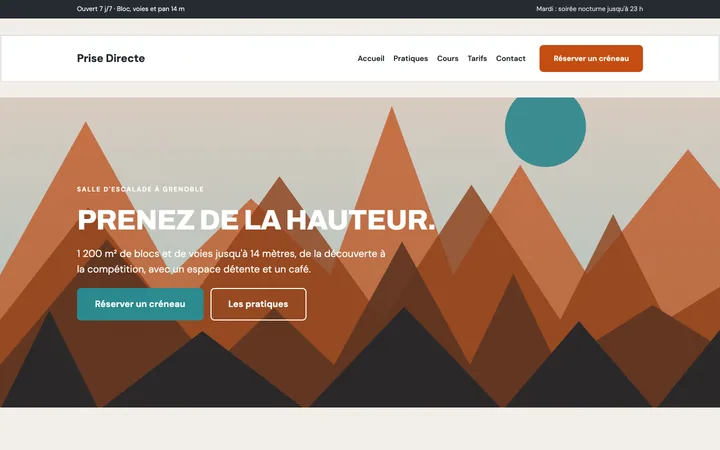 Ouvert 7 j/7 · Bloc, voies et pan 14 m
Mardi : soirée nocturne jusqu'à 23 h
Prise Directe
Accueil
Pratiques
Cours
Tarifs
Contact
Réserver un créneau
SALLE D'ESCALADE À GRENOBLE
PRENEZ DE LA HAUTEUR.
1 200 m² de blocs et de voies jusqu'à 14 mètres, de la découverte à
la compétition, avec un espace détente et un café.
Réserver un créneau
Les pratiques